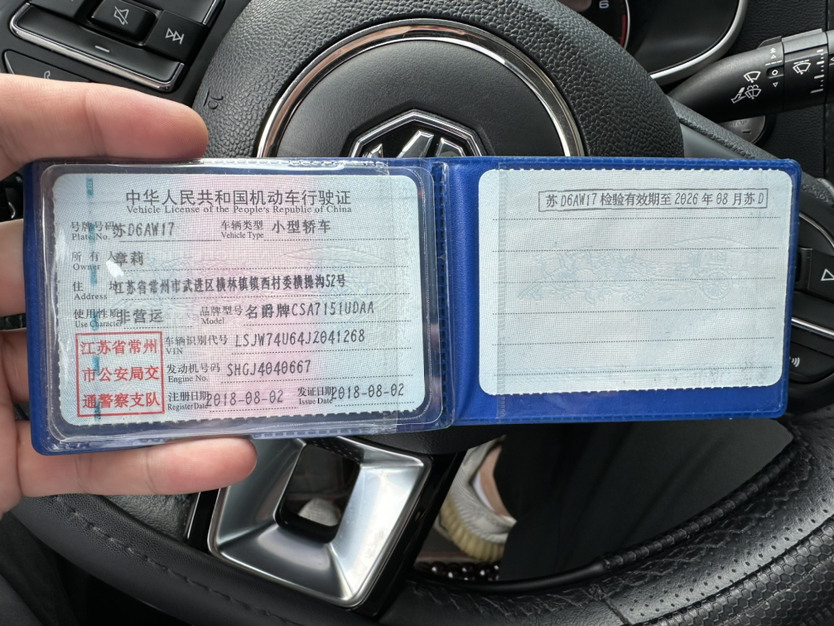 中华人民共和国机动车行驶证
Vehicle License of the People's Republic of China
号牌号码 苏D6AW17 车辆类型 小型轿车
Plate No. Vehicle Type
所有人 章莉
Owner
住址 江苏省常州市武进区横林镇镇西村委横操沟52号
Address
使用性质 非营运 品牌型号 名爵牌CSA7151UDAA
Use Character Model
江苏省常州
市公安局交
通警察支队
车辆识别代号 LSJW74U64JZ041268
VIN
发动机号码 SHGJ4040667
Engine No.
注册日期 2018-08-02 发证日期 2018-08-02
Register Date Issue Date
苏D6AW17 检验有效期至 2026年08月苏D